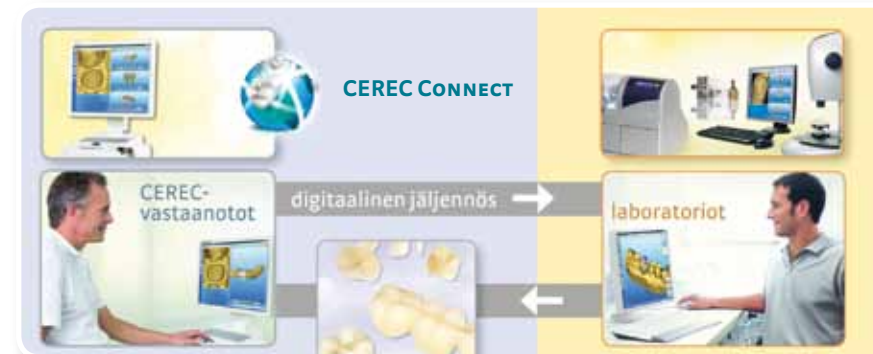 CEREC CONNECT
CEREC-
vastaanotot
digitaalinen jäljennös
laboratoriot